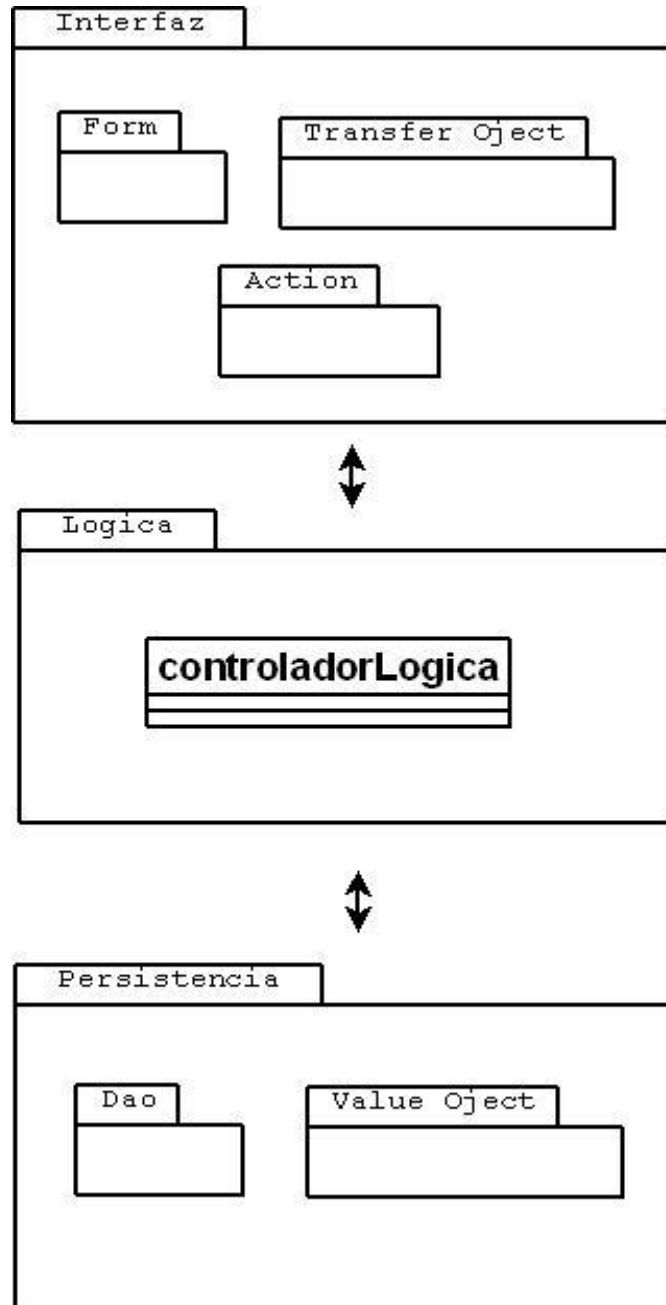 Interfaz
Form
Transfer Oject
Action
Logica
controladorLogica
Persistencia
Dao
Value Oject